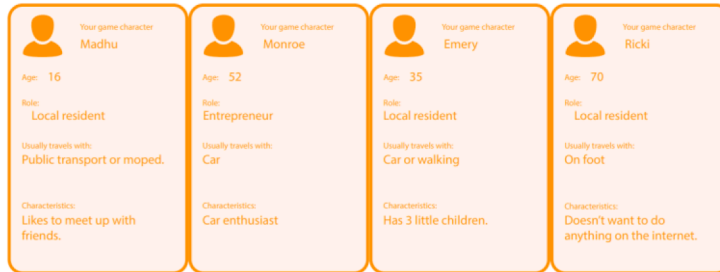 Your game character
Madhu
Age: 16
Role:
Local resident
Usually travels with:
Public transport or moped.
Characteristics:
Likes to meet up with
friends.
Your game character
Monroe
Age: 52
Role:
Entrepreneur
Usually travels with:
Car
Characteristics:
Car enthusiast
Your game character
Emery
Age: 35
Role:
Local resident
Usually travels with:
Car or walking
Characteristics:
Has 3 little children.
Your game character
Ricki
Age: 70
Role:
Local resident
Usually travels with:
On foot
Characteristics:
Doesn't want to do
anything on the internet.